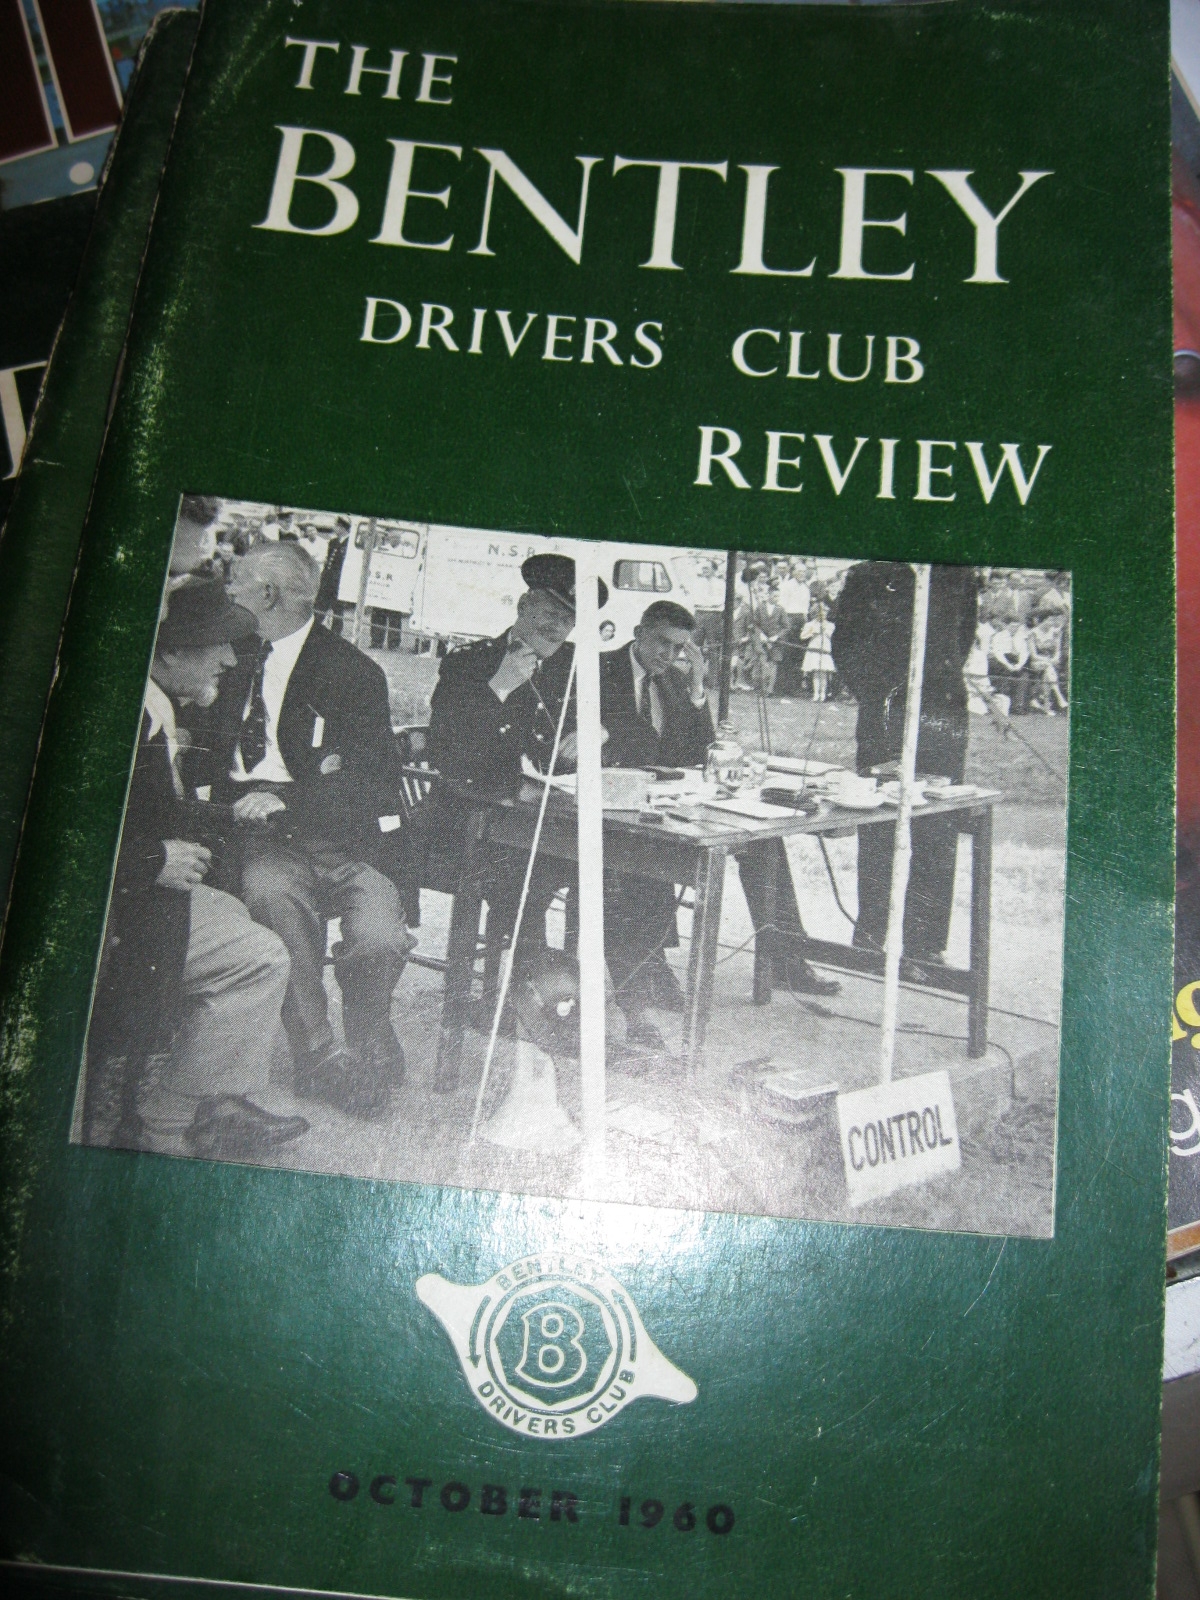 THE
BENTLEY
DRIVERS CLUB
REVIEW
N.S.R
S.R
CONTROL
BENTLEY
B
DRIVERS CLUB
OCTOBER 1960